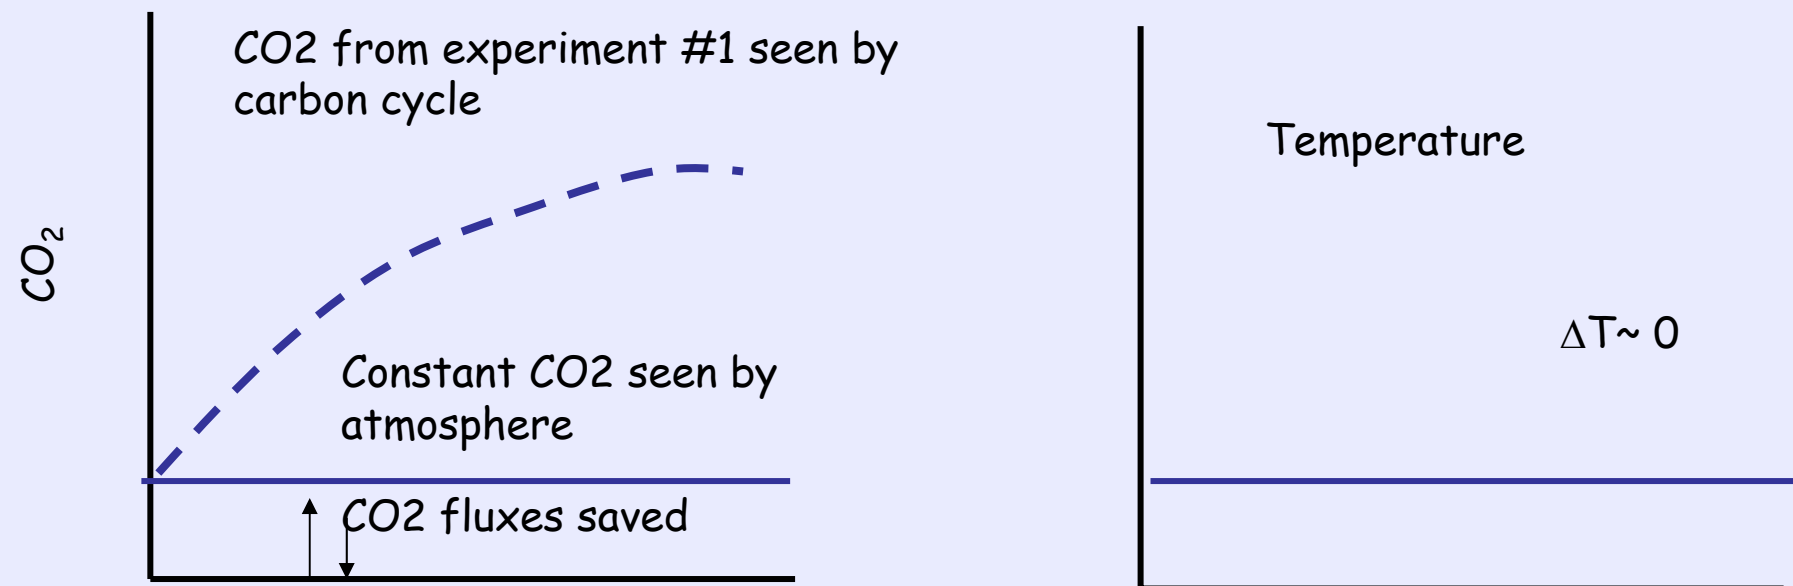 CO2 from experiment #1 seen by
carbon cycle
CO₂
Constant CO2 seen by
atmosphere
CO2 fluxes saved
Temperature
ΔT~ 0